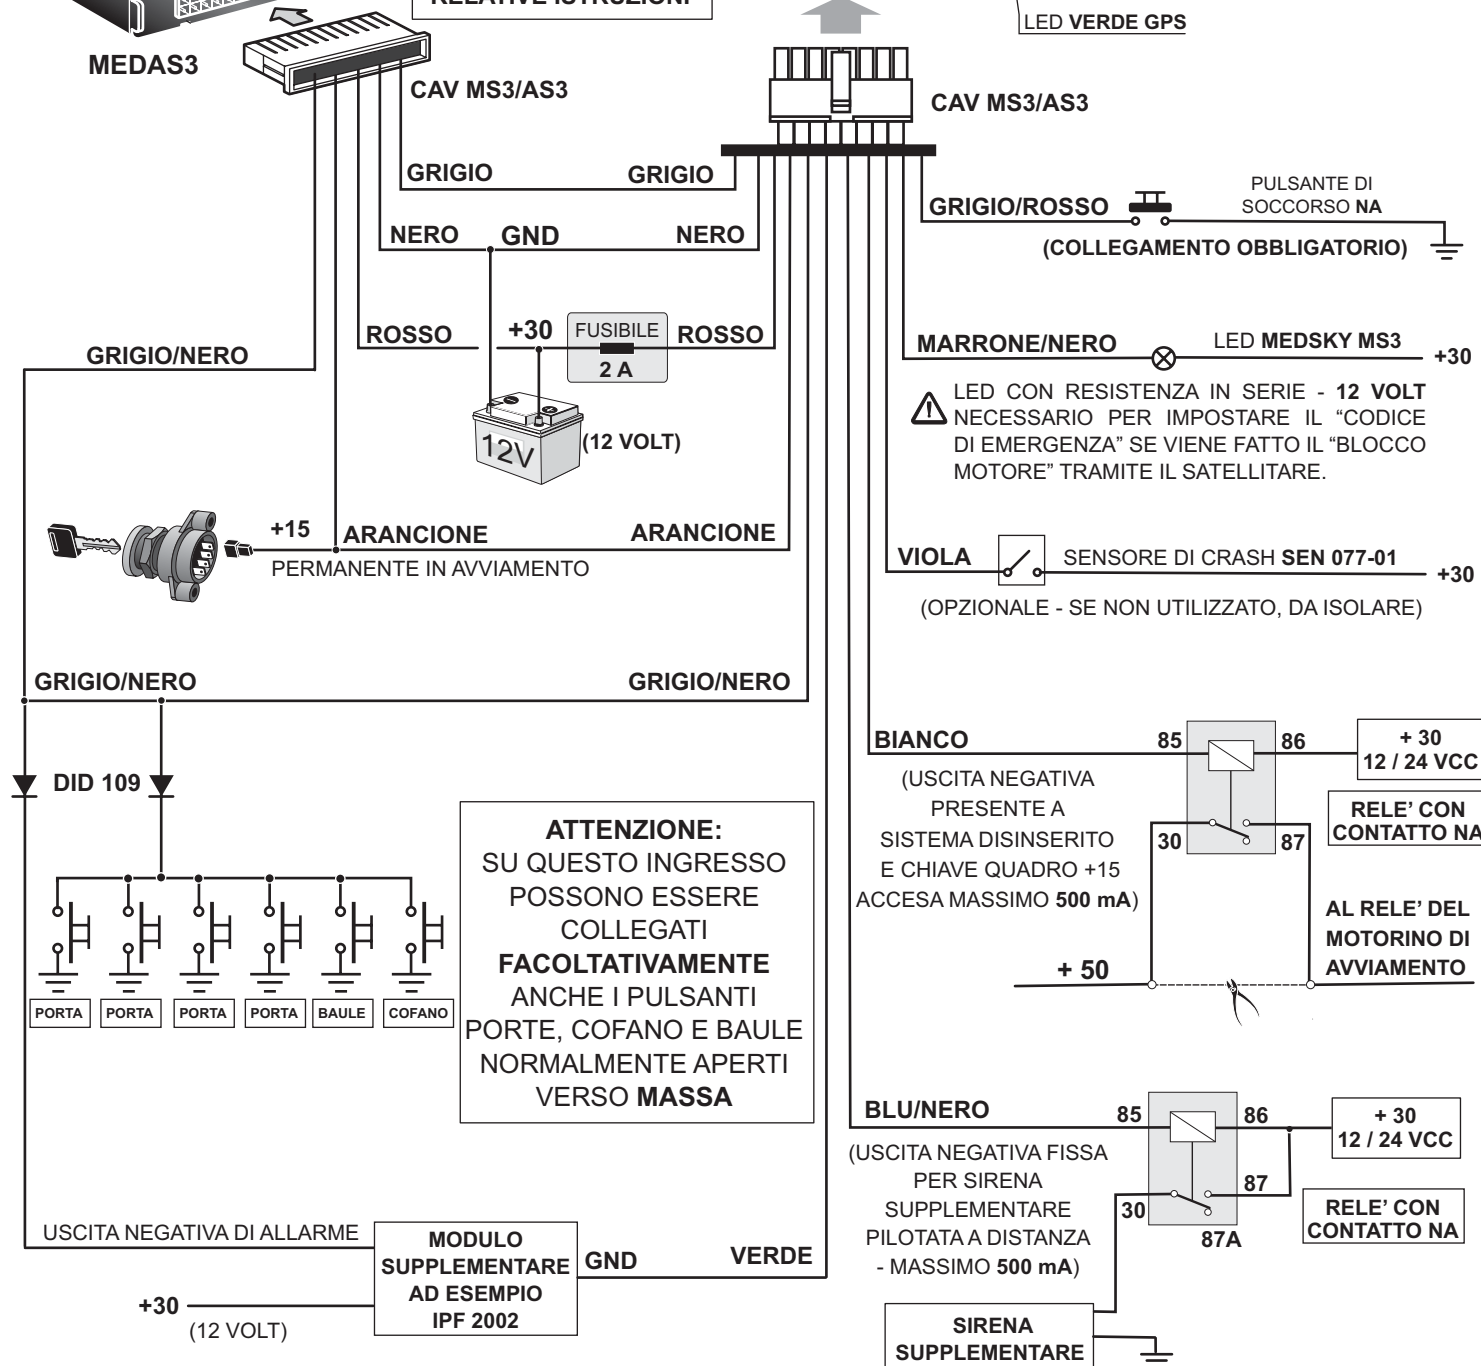 RELATIVE ISTRUZIONI
LED VERDE GPS
MEDAS3
CAV MS3/AS3
CAV MS3/AS3
GRIGIO
GRIGIO
GRIGIO/ROSSO
PULSANTE DI
SOCCORSO NA
(COLLEGAMENTO OBBLIGATORIO)
NERO
GND
NERO
ROSSO
+30
FUSIBILE
2 A
ROSSO
GRIGIO/NERO
12V
(12 VOLT)
MARRONE/NERO
LED MEDSKY MS3
+30
LED CON RESISTENZA IN SERIE - 12 VOLT
NECESSARIO PER IMPOSTARE IL “CODICE
DI EMERGENZA” SE VIENE FATTO IL “BLOCCO
MOTORE” TRAMITE IL SATELLITARE.
+15
ARANCIONE
ARANCIONE
PERMANENTE IN AVVIAMENTO
VIOLA
SENSORE DI CRASH SEN 077-01
+30
(OPZIONALE - SE NON UTILIZZATO, DA ISOLARE)
GRIGIO/NERO
GRIGIO/NERO
DID 109
BIANCO
85
86
+ 30
12 / 24 VCC
(USCITA NEGATIVA
PRESENTE A
SISTEMA DISINSERITO
E CHIAVE QUADRO +15
ACCESA MASSIMO 500 mA)
30
87
RELE’ CON
CONTATTO NA
AL RELE’ DEL
MOTORINO DI
AVVIAMENTO
+ 50
ATTENZIONE:
SU QUESTO INGRESSO
POSSONO ESSERE
COLLEGATI
FACOLTATIVAMENTE
ANCHE I PULSANTI
PORTE, COFANO E BAULE
NORMALMENTE APERTI
VERSO MASSA
PORTA
PORTA
PORTA
PORTA
BAULE
COFANO
BLU/NERO
85
86
+ 30
12 / 24 VCC
(USCITA NEGATIVA FISSA
PER SIRENA
SUPPLEMENTARE
PILOTATA A DISTANZA
- MASSIMO 500 mA)
30
87
87A
RELE’ CON
CONTATTO NA
USCITA NEGATIVA DI ALLARME
MODULO
SUPPLEMENTARE
AD ESEMPIO
IPF 2002
GND
VERDE
+30
(12 VOLT)
SIRENA
SUPPLEMENTARE